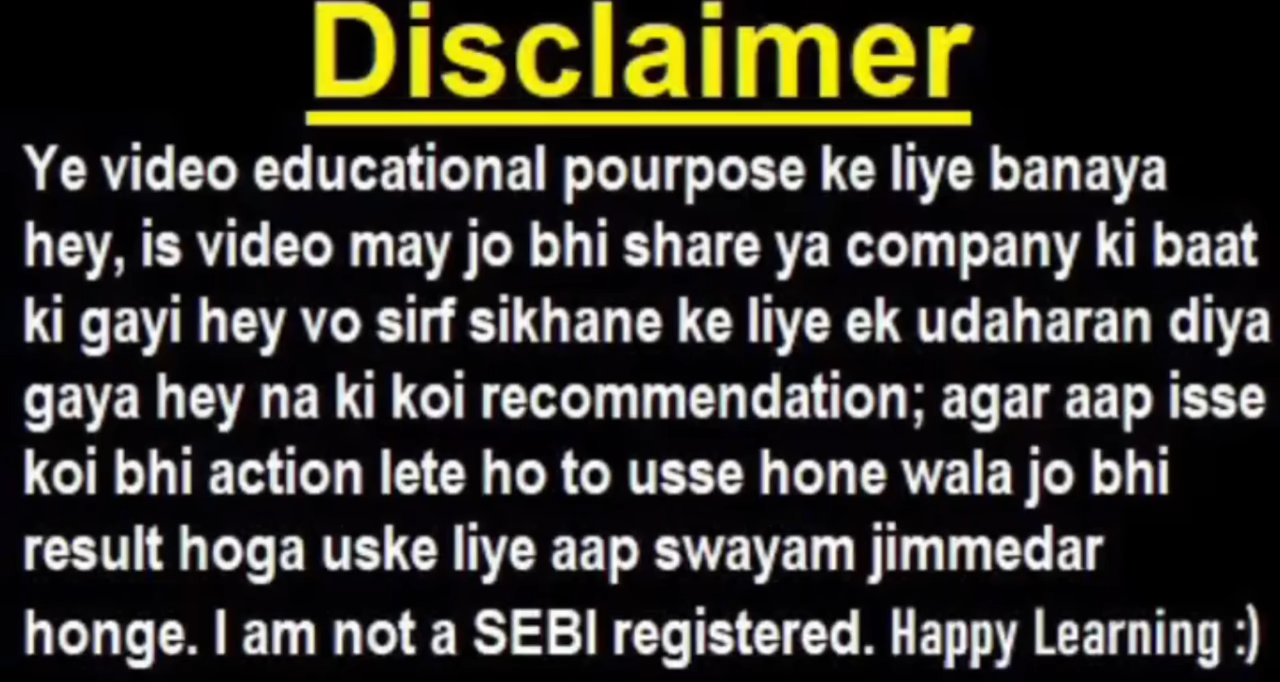 Disclaimer
Ye video educational pourpose ke liye banaya
hey, is video may jo bhi share ya company ki baat
ki gayi hey vo sirf sikhane ke liye ek udaharan diya
gaya hey na ki koi recommendation; agar aap isse
koi bhi action lete ho to usse hone wala jo bhi
result hoga uske liye aap swayam jimmedar
honge. I am not a SEBI registered. Happy Learning :)